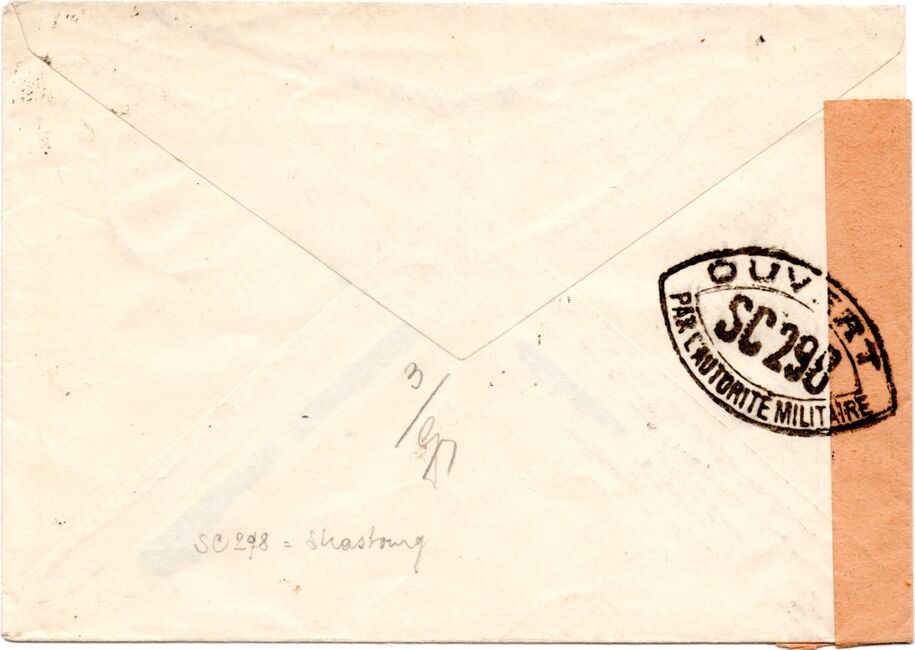 OUVERT
SC 298
PAR L'AUTORITÉ MILITAIRE
3/
SC 298 = Strasbourg